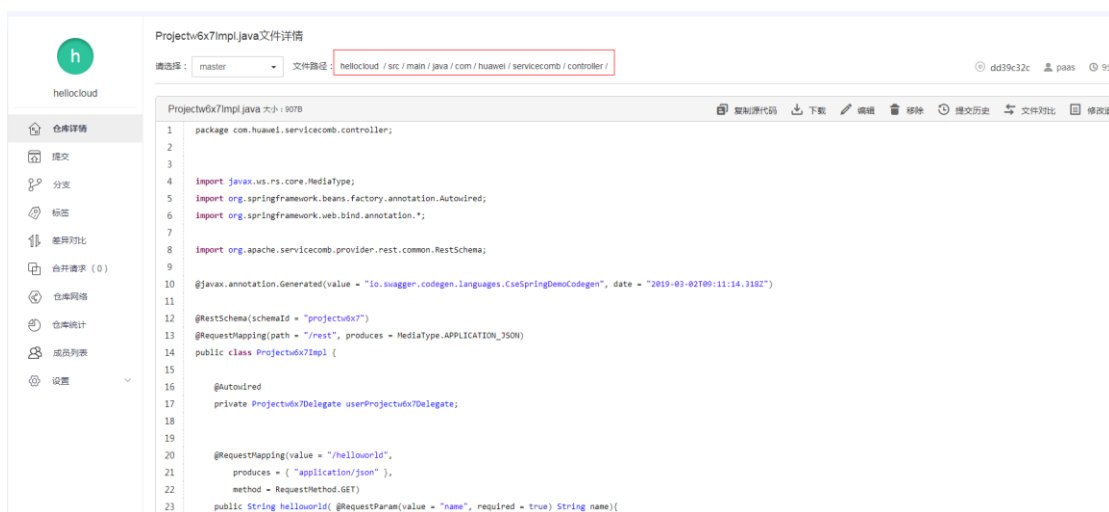 Projectw6x7Impl.java文件详情
h
hellocloud
请选择： master 文件路径： hellocloud / src / main / java / com / huawei / servicecomb / controller /
dd39c32c paas
Projectw6x7Impl.java 大小：907B 复制源代码 下载 编辑 移除 提交历史 文件对比
仓库详情
提交
分支
标签
差异对比
合并请求（0）
仓库网络
仓库统计
成员列表
设置
1 package com.huawei.servicecomb.controller;
2
3
4 import javax.ws.rs.core.MediaType;
5 import org.springframework.beans.factory.annotation.Autowired;
6 import org.springframework.web.bind.annotation.*;
7
8 import org.apache.servicecomb.provider.rest.common.RestSchema;
9
10 @javax.annotation.Generated(value = "io.swagger.codegen.languages.CseSpringDemoCodegen", date = "2019-03-02T09:11:14.318Z")
11
12 @RestSchema(schemaId = "projectw6x7")
13 @RequestMapping(path = "/rest", produces = MediaType.APPLICATION_JSON)
14 public class Projectw6x7Impl {
15
16 @Autowired
17 private Projectw6x7Delegate userProjectw6x7Delegate;
18
19
20 @RequestMapping(value = "/helloworld",
21 produces = { "application/json" },
22 method = RequestMethod.GET)
23 public String helloworld( @RequestParam(value = "name", required = true) String name){